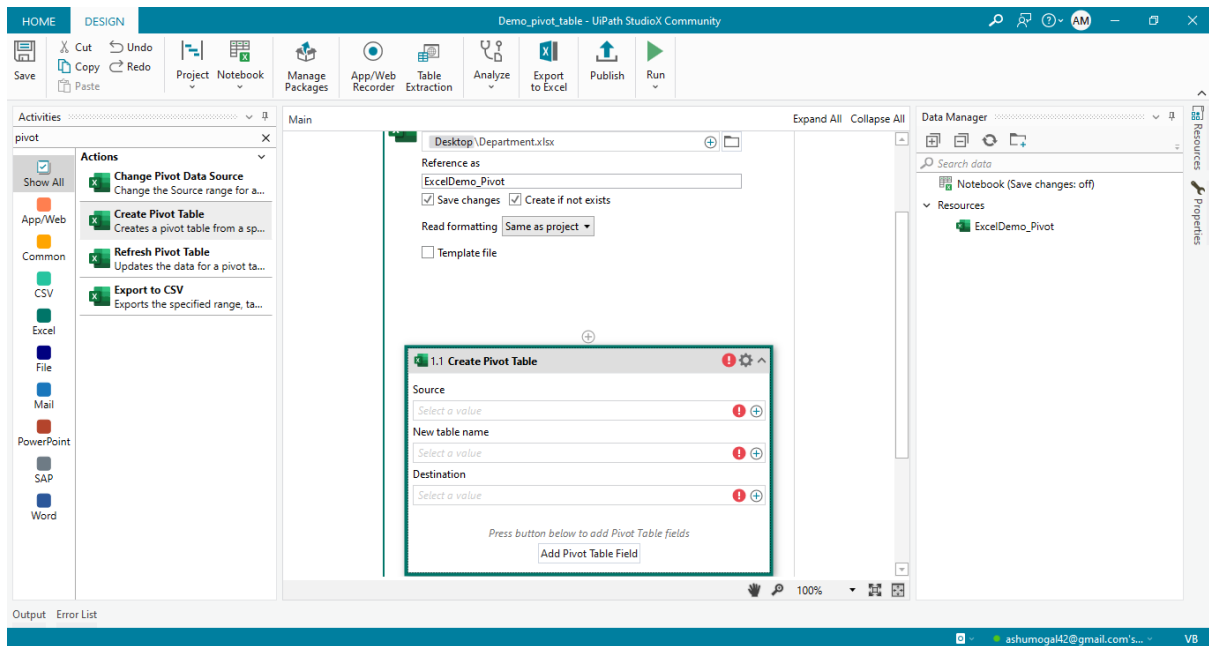 HOME DESIGN Demo_pivot_table - UiPath StudioX Community AM
Save
Cut Undo
Copy Redo
Paste
Project Notebook
Manage Packages
App/Web Recorder
Table Extraction
Analyze
Export to Excel
Publish
Run
Activities
pivot
Show All
App/Web
Common
CSV
Excel
File
Mail
PowerPoint
SAP
Word
Actions
Change Pivot Data Source
Change the Source range for a...
Create Pivot Table
Creates a pivot table from a sp...
Refresh Pivot Table
Updates the data for a pivot ta...
Export to CSV
Exports the specified range, ta...
Main Expand All Collapse All
Desktop \Department.xlsx
Reference as
ExcelDemo_Pivot
Save changes Create if not exists
Read formatting Same as project
Template file
1.1 Create Pivot Table
Source
Select a value
New table name
Select a value
Destination
Select a value
Press button below to add Pivot Table fields
Add Pivot Table Field
100%
Data Manager
Search data
Notebook (Save changes: off)
Resources
ExcelDemo_Pivot
Resources
Properties
Output Error List
ashumogal42@gmail.com's... VB